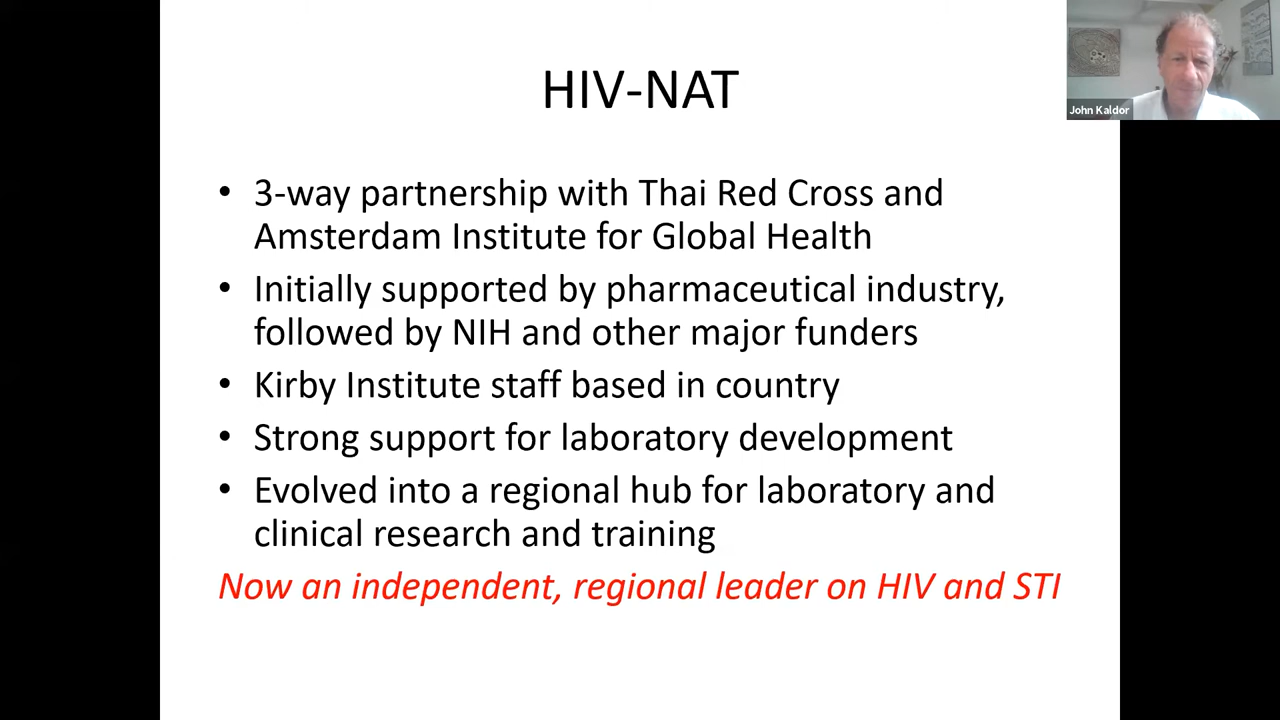 HIV-NAT
John Kaldor
• 3-way partnership with Thai Red Cross and
Amsterdam Institute for Global Health
• Initially supported by pharmaceutical industry,
followed by NIH and other major funders
• Kirby Institute staff based in country
• Strong support for laboratory development
• Evolved into a regional hub for laboratory and
clinical research and training
Now an independent, regional leader on HIV and STI